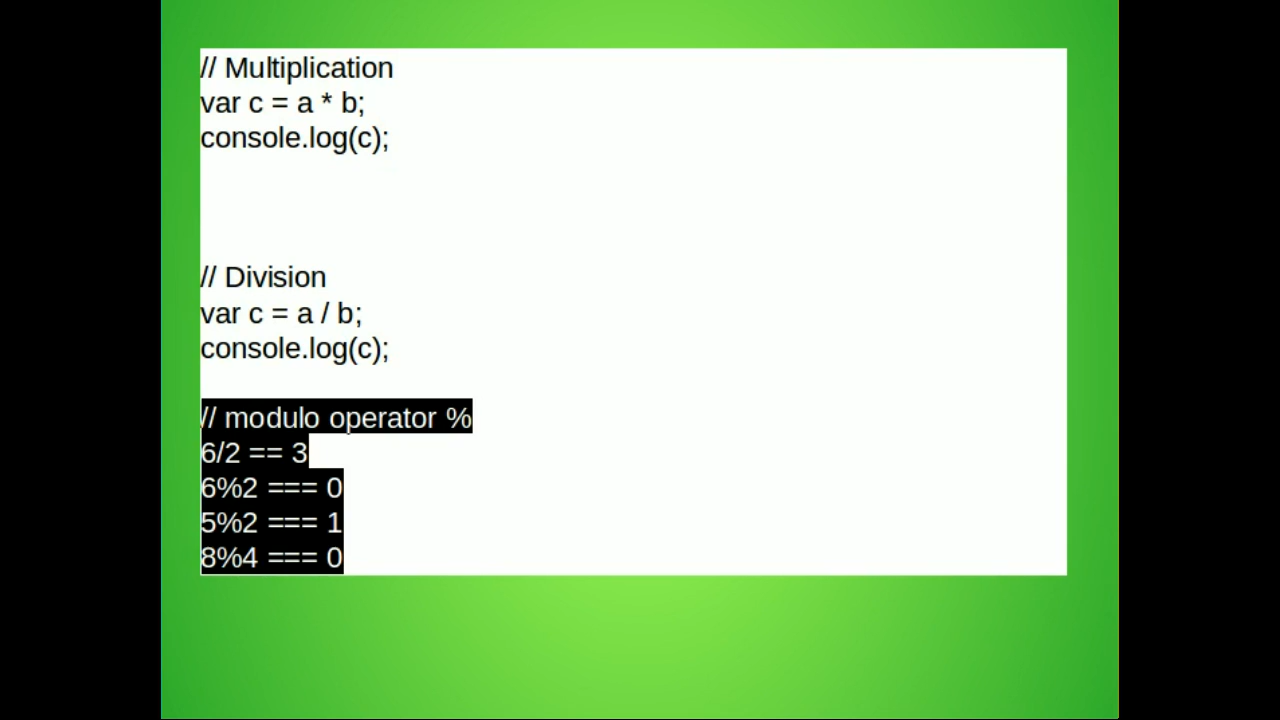 // Multiplication
var c = a * b;
console.log(c);
// Division
var c = a / b;
console.log(c);
// modulo operator %
6/2 == 3
6%2 === 0
5%2 === 1
8%4 === 0